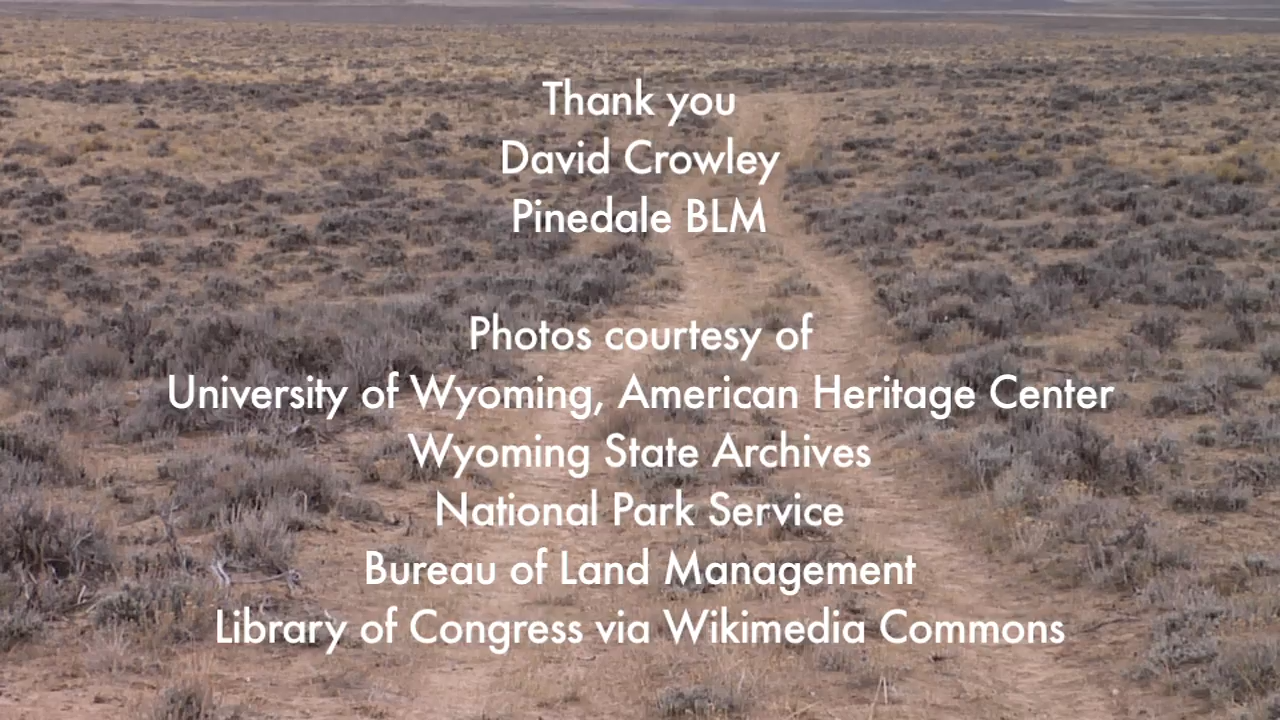 Thank you
David Crowley
Pinedale BLM
Photos courtesy of
University of Wyoming, American Heritage Center
Wyoming State Archives
National Park Service
Bureau of Land Management
Library of Congress via Wikimedia Commons